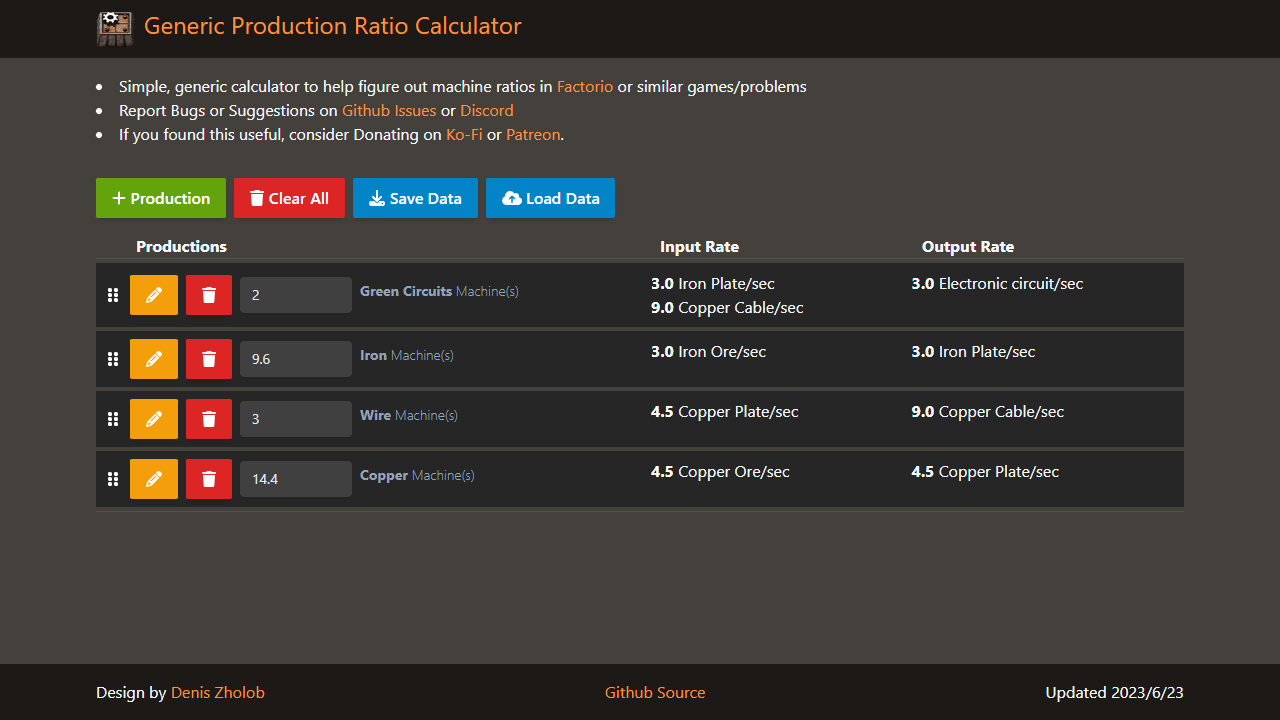 Generic Production Ratio Calculator
Simple, generic calculator to help figure out machine ratios in Factorio or similar games/problems
Report Bugs or Suggestions on Github Issues or Discord
If you found this useful, consider Donating on Ko-Fi or Patreon.
Production Clear All Save Data Load Data
Productions Input Rate Output Rate
2 Green Circuits Machine(s) 3.0 Iron Plate/sec 3.0 Electronic circuit/sec
9.0 Copper Cable/sec
9.6 Iron Machine(s) 3.0 Iron Ore/sec 3.0 Iron Plate/sec
3 Wire Machine(s) 4.5 Copper Plate/sec 9.0 Copper Cable/sec
14.4 Copper Machine(s) 4.5 Copper Ore/sec 4.5 Copper Plate/sec
Design by Denis Zholob Github Source Updated 2023/6/23